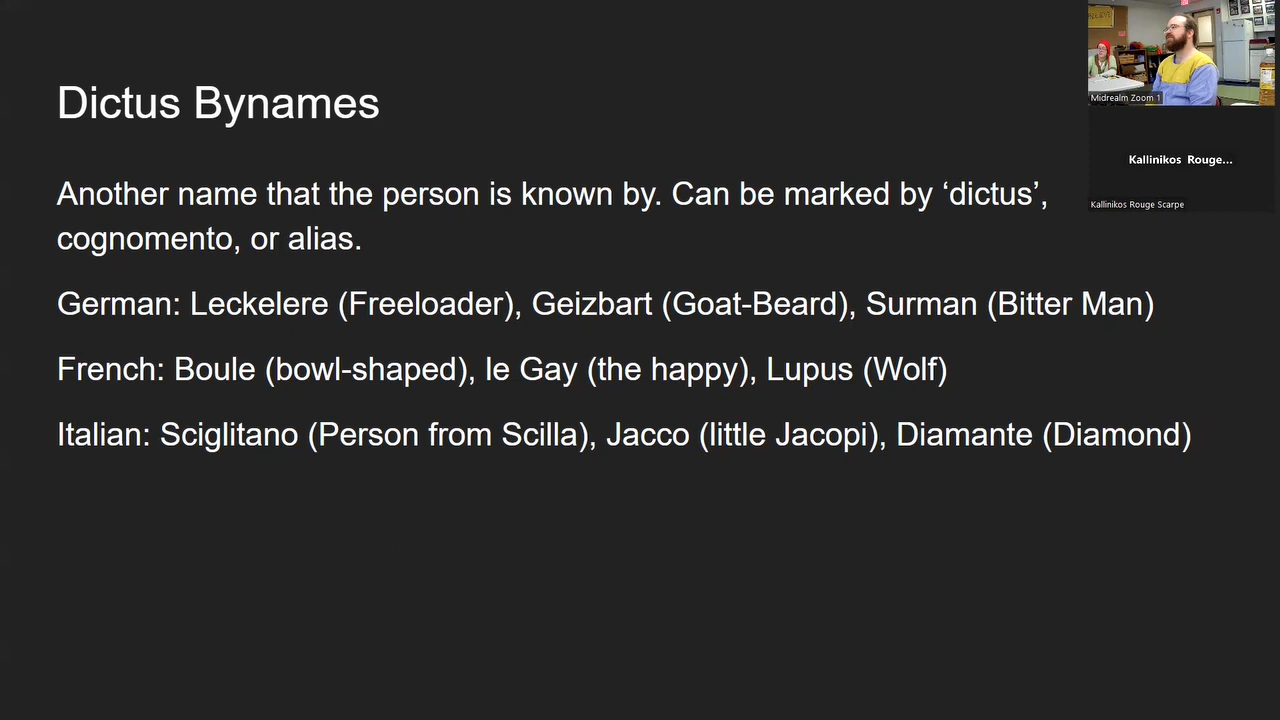 Dictus Bynames
Another name that the person is known by. Can be marked by ‘dictus’,
cognomento, or alias.
German: Leckelere (Freeloader), Geizbart (Goat-Beard), Surman (Bitter Man)
French: Boule (bowl-shaped), le Gay (the happy), Lupus (Wolf)
Italian: Sciglitano (Person from Scilla), Jacco (little Jacopi), Diamante (Diamond)
Midrealm Zoom 1
Kallinikos Rouge...
Kallinikos Rouge Scarpe